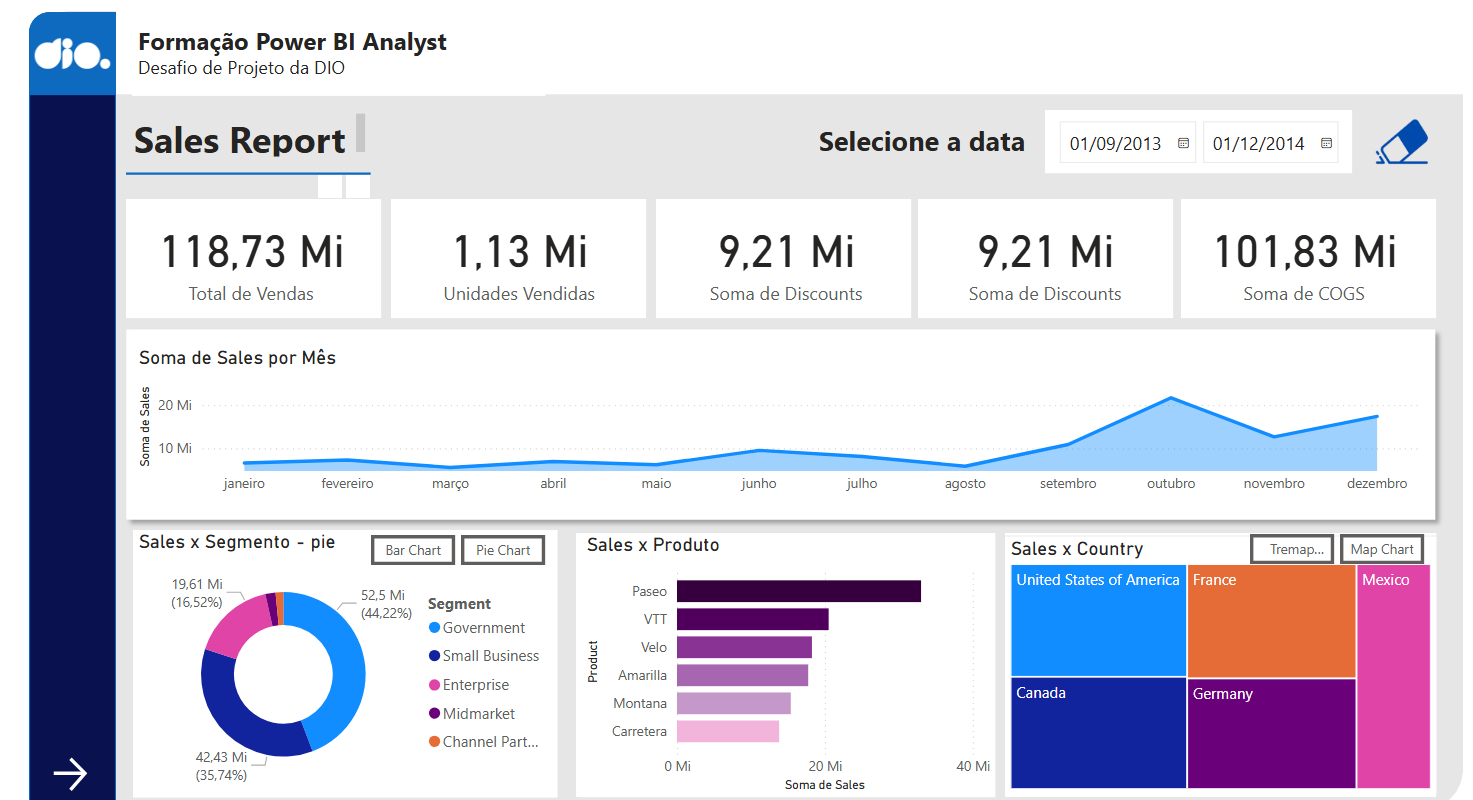 dio.
Formação Power BI Analyst
Desafio de Projeto da DIO
Sales Report
Selecione a data
01/09/2013
01/12/2014
118,73 Mi
Total de Vendas
1,13 Mi
Unidades Vendidas
9,21 Mi
Soma de Discounts
9,21 Mi
Soma de Discounts
101,83 Mi
Soma de COGS
Soma de Sales por Mês
Soma de Sales
20 Mi
10 Mi
janeiro
fevereiro
março
abril
maio
junho
julho
agosto
setembro
outubro
novembro
dezembro
Sales x Segmento - pie
Bar Chart
Pie Chart
19,61 Mi
(16,52%)
52,5 Mi
(44,22%)
42,43 Mi
(35,74%)
Segment
Government
Small Business
Enterprise
Midmarket
Channel Part...
Sales x Produto
Product
Paseo
VTT
Velo
Amarilla
Montana
Carretera
0 Mi
20 Mi
40 Mi
Soma de Sales
Sales x Country
Tremap...
Map Chart
United States of America
France
Mexico
Canada
Germany